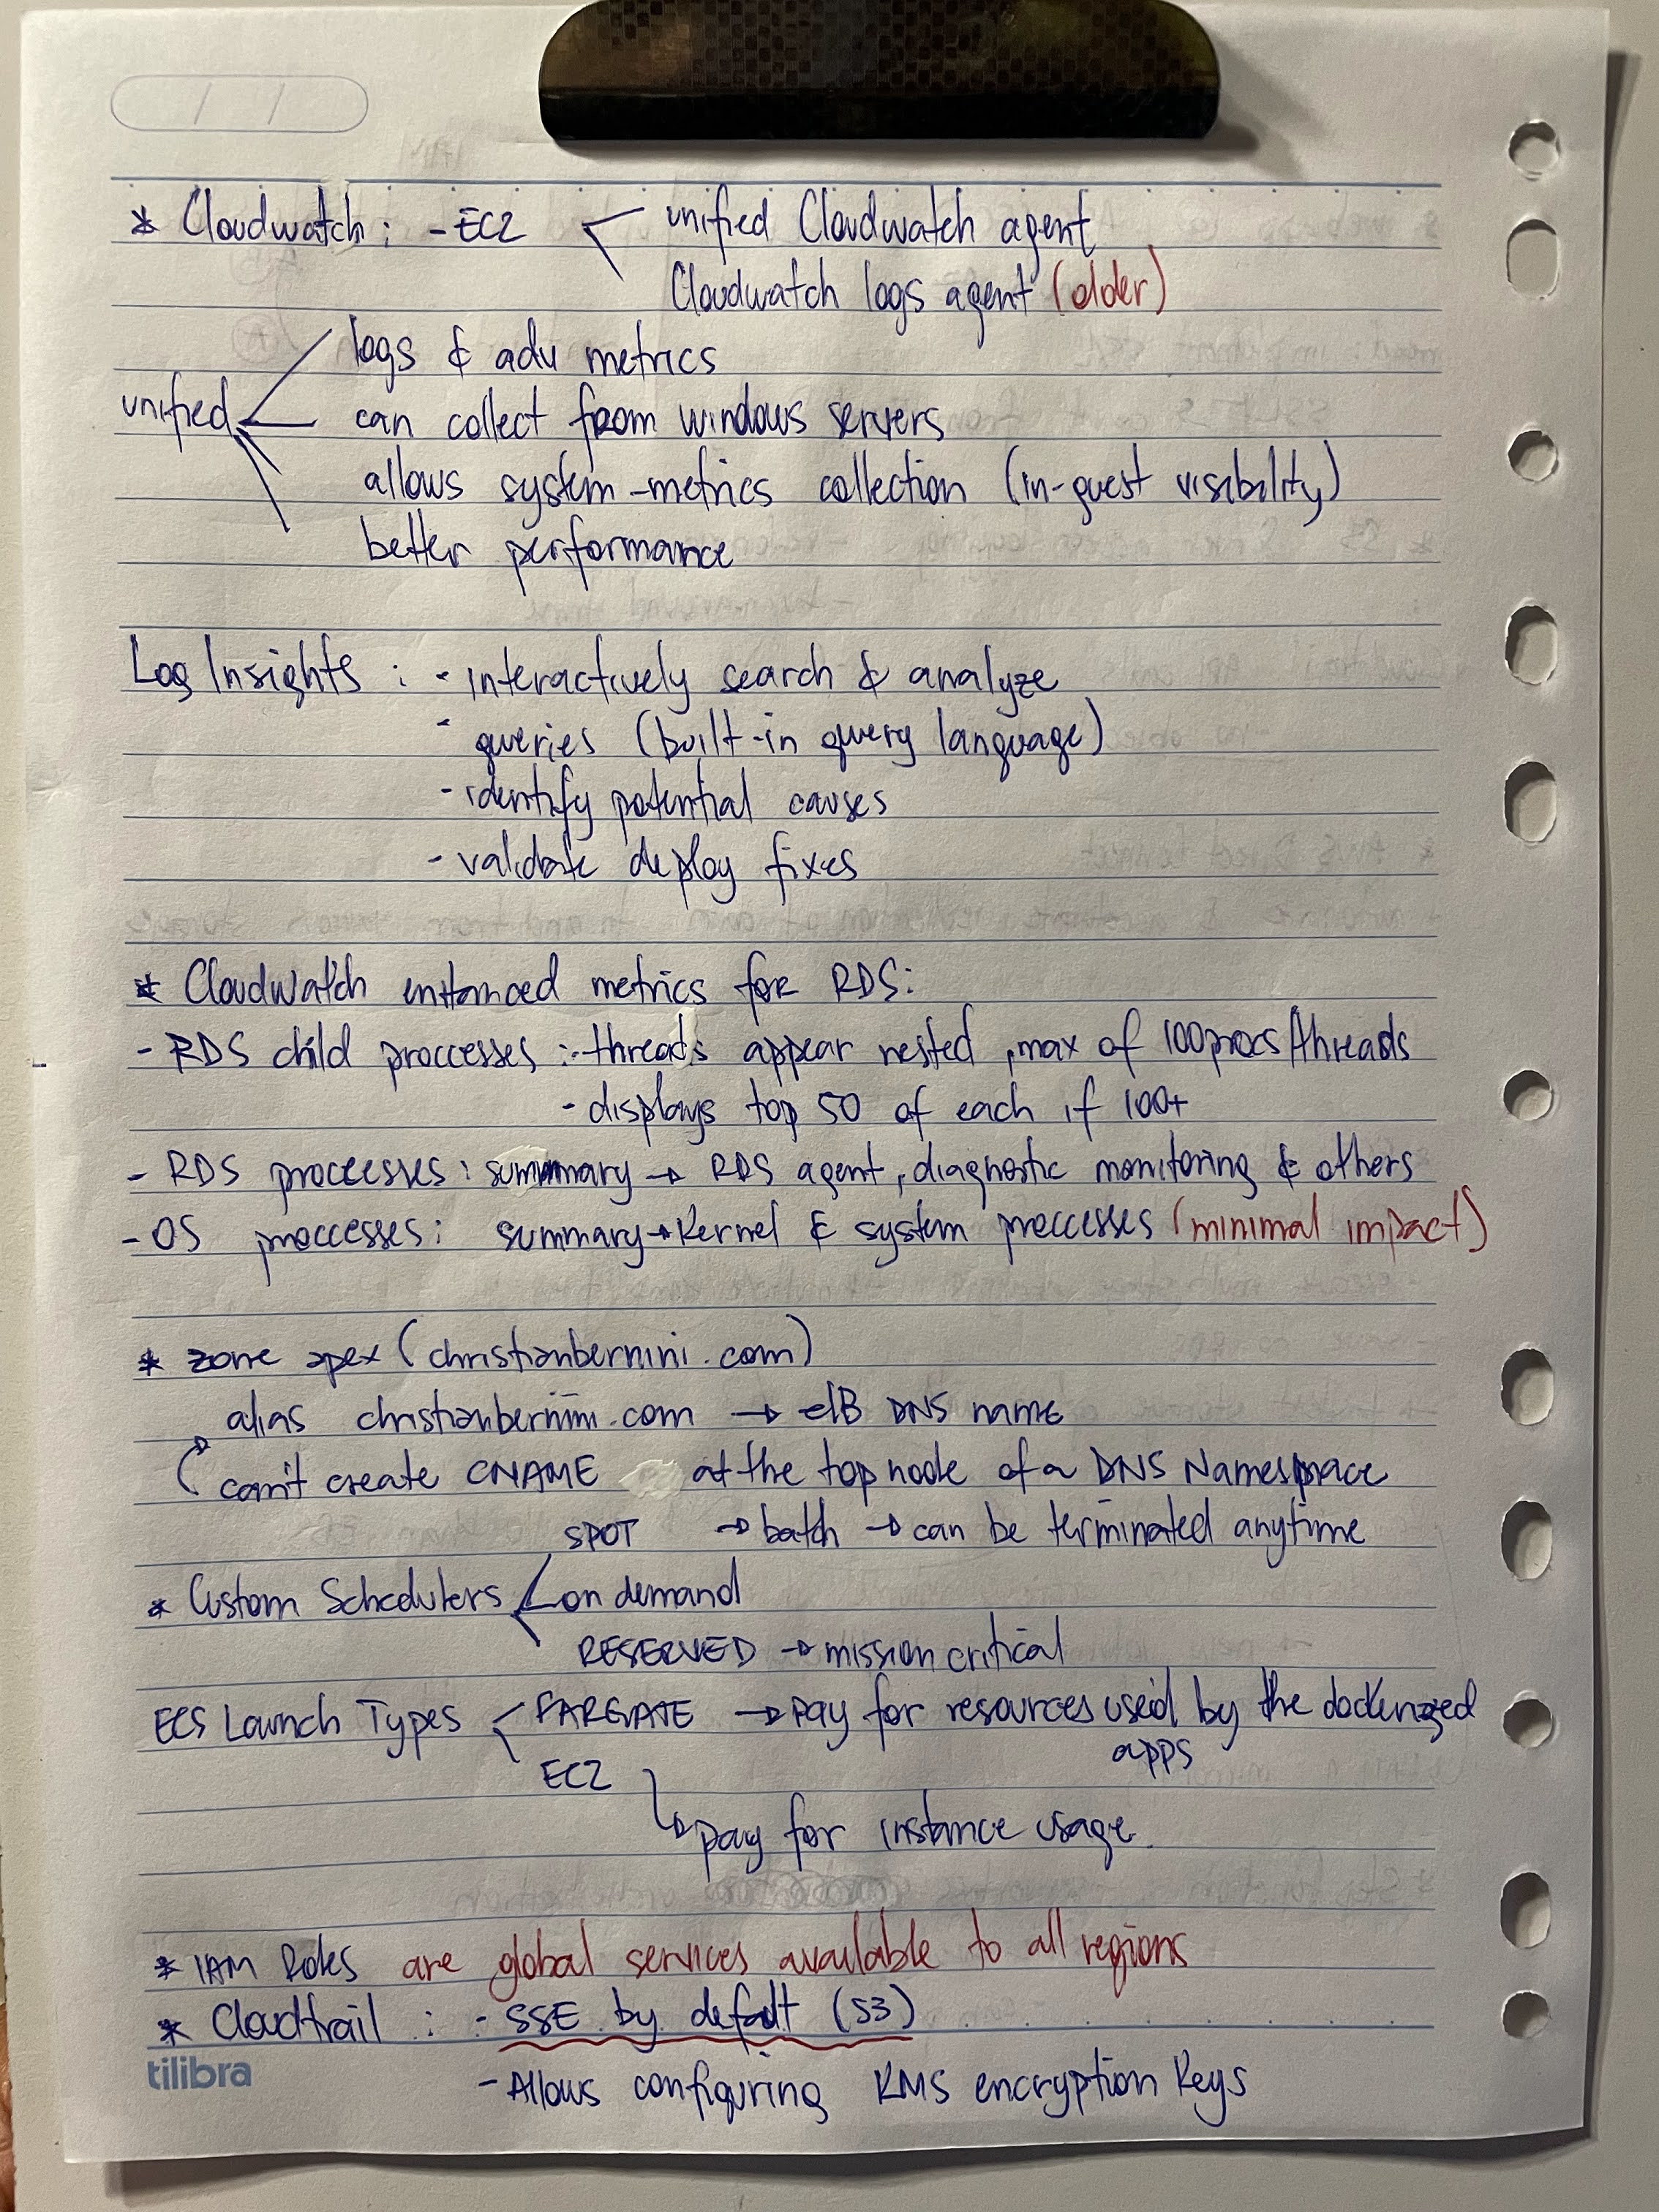 * Cloudwatch : - EC2 unified Cloudwatch agent
Cloudwatch logs agent (older)
logs & adv metrics
unified can collect from windows servers
allows system-metrics collection (in-guest visibility)
better performance
Log Insights : - interactively search & analyze
- queries (built-in query language)
- identify potential causes
- validate deploy fixes
* CloudWatch enhanced metrics for RDS:
- RDS child proccesses : - threads appear nested, max of 100 procs/threads
- displays top 50 of each if 100+
- RDS proccesses : summary → RDS agent, diagnostic monitoring & others
- OS proccesses : summary → Kernel & system proccesses (minimal impact)
* zone apex (christianbernini.com)
alias christianbernini.com → elB DNS name
can't create CNAME at the top node of a DNS Namespace
SPOT → batch → can be terminated anytime
* Custom Schedulers on demand
RESERVED → mission critical
ECS Launch Types FARGATE → pay for resources used by the dockerized
apps
EC2
↳ pay for instance usage.
* IAM Roles are global services available to all regions
* Cloudtrail : - SSE by default (S3)
tilibra
- Allows configuring KMS encryption keys